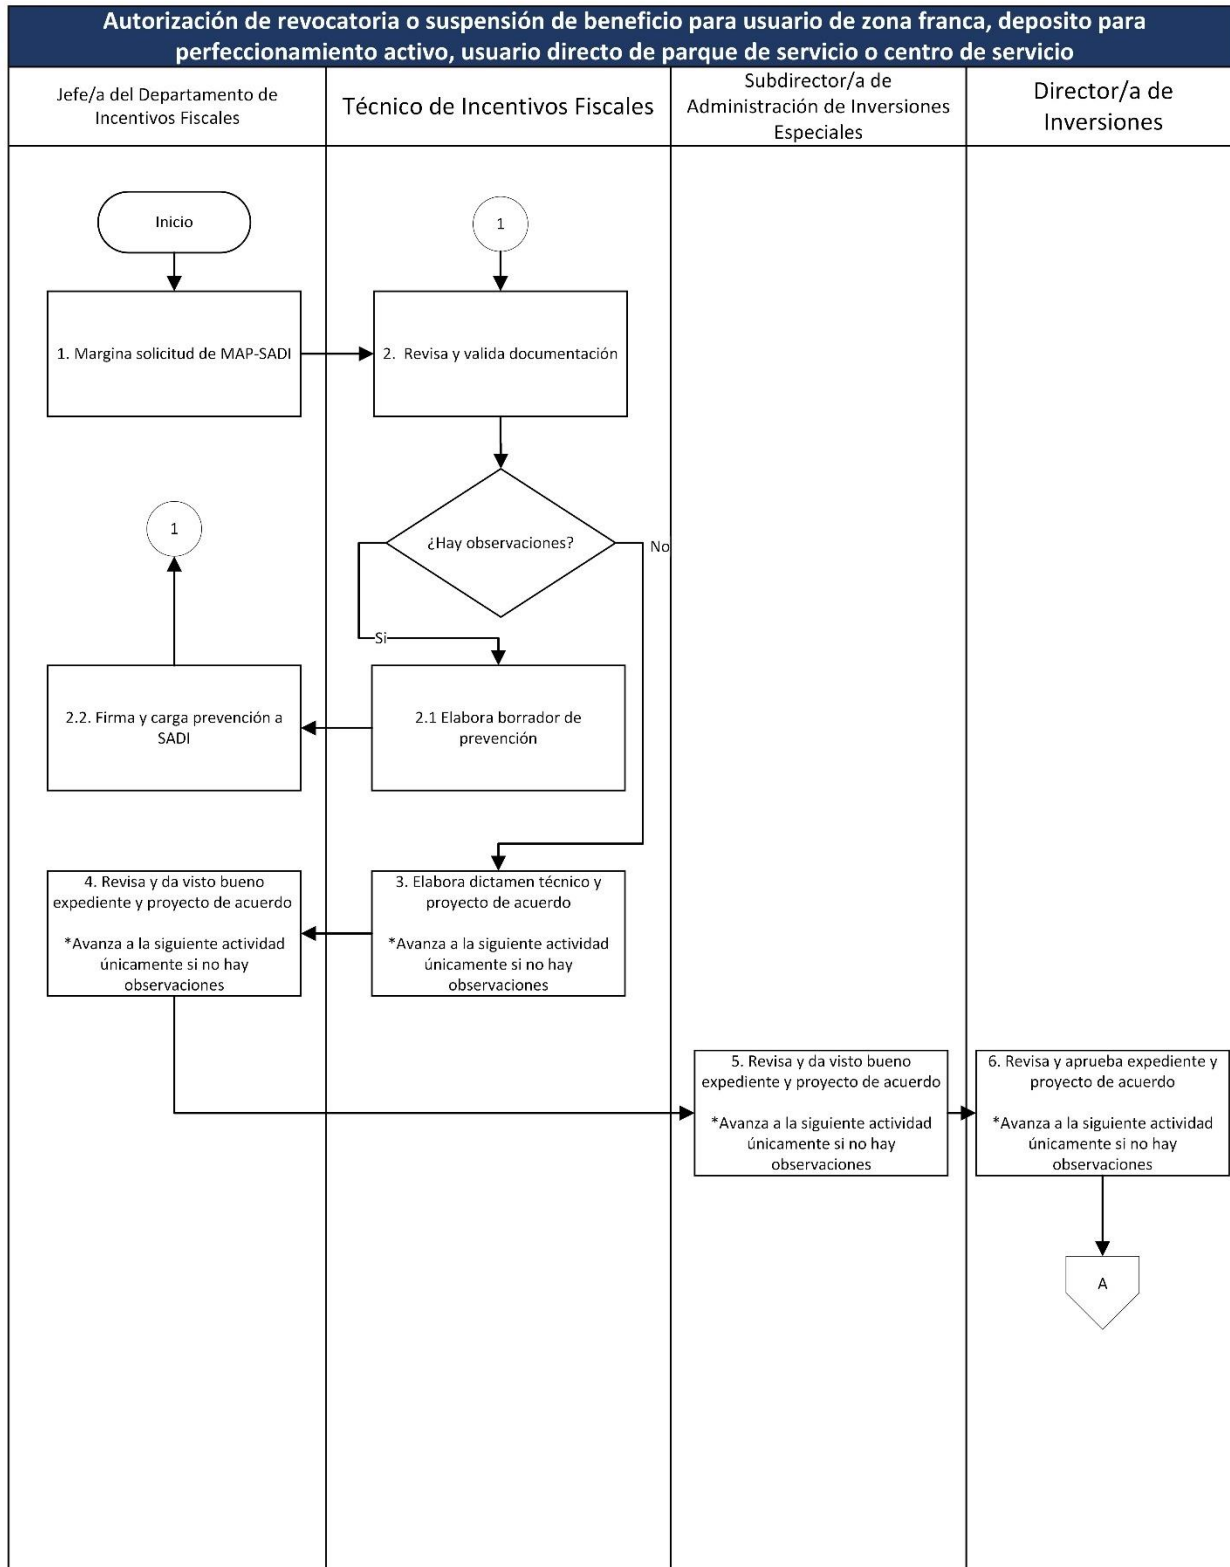 Autorización de revocatoria o suspensión de beneficio para usuario de zona franca, deposito para
perfeccionamiento activo, usuario directo de parque de servicio o centro de servicio
Jefe/a del Departamento de
Incentivos Fiscales
Técnico de Incentivos Fiscales
Subdirector/a de
Administración de Inversiones
Especiales
Director/a de
Inversiones
Inicio
1
1. Margina solicitud de MAP-SADI
2. Revisa y valida documentación
¿Hay observaciones?
No
1
Si
2.2. Firma y carga prevención a
SADI
2.1 Elabora borrador de
prevención
4. Revisa y da visto bueno
expediente y proyecto de acuerdo
*Avanza a la siguiente actividad
únicamente si no hay
observaciones
3. Elabora dictamen técnico y
proyecto de acuerdo
*Avanza a la siguiente actividad
únicamente si no hay
observaciones
5. Revisa y da visto bueno
expediente y proyecto de acuerdo
*Avanza a la siguiente actividad
únicamente si no hay
observaciones
6. Revisa y aprueba expediente y
proyecto de acuerdo
*Avanza a la siguiente actividad
únicamente si no hay
observaciones
A